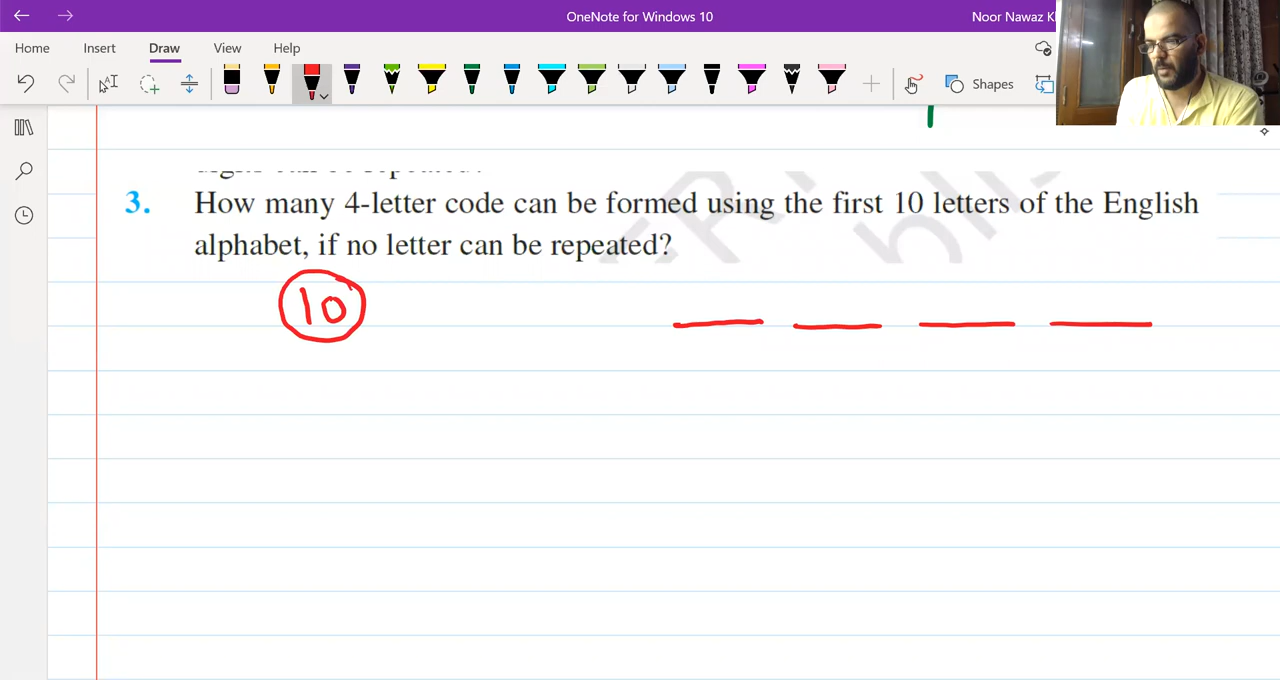 OneNote for Windows 10
Noor Nawaz Kh
Home Insert Draw View Help
Shapes
3. How many 4-letter code can be formed using the first 10 letters of the English
alphabet, if no letter can be repeated?
10